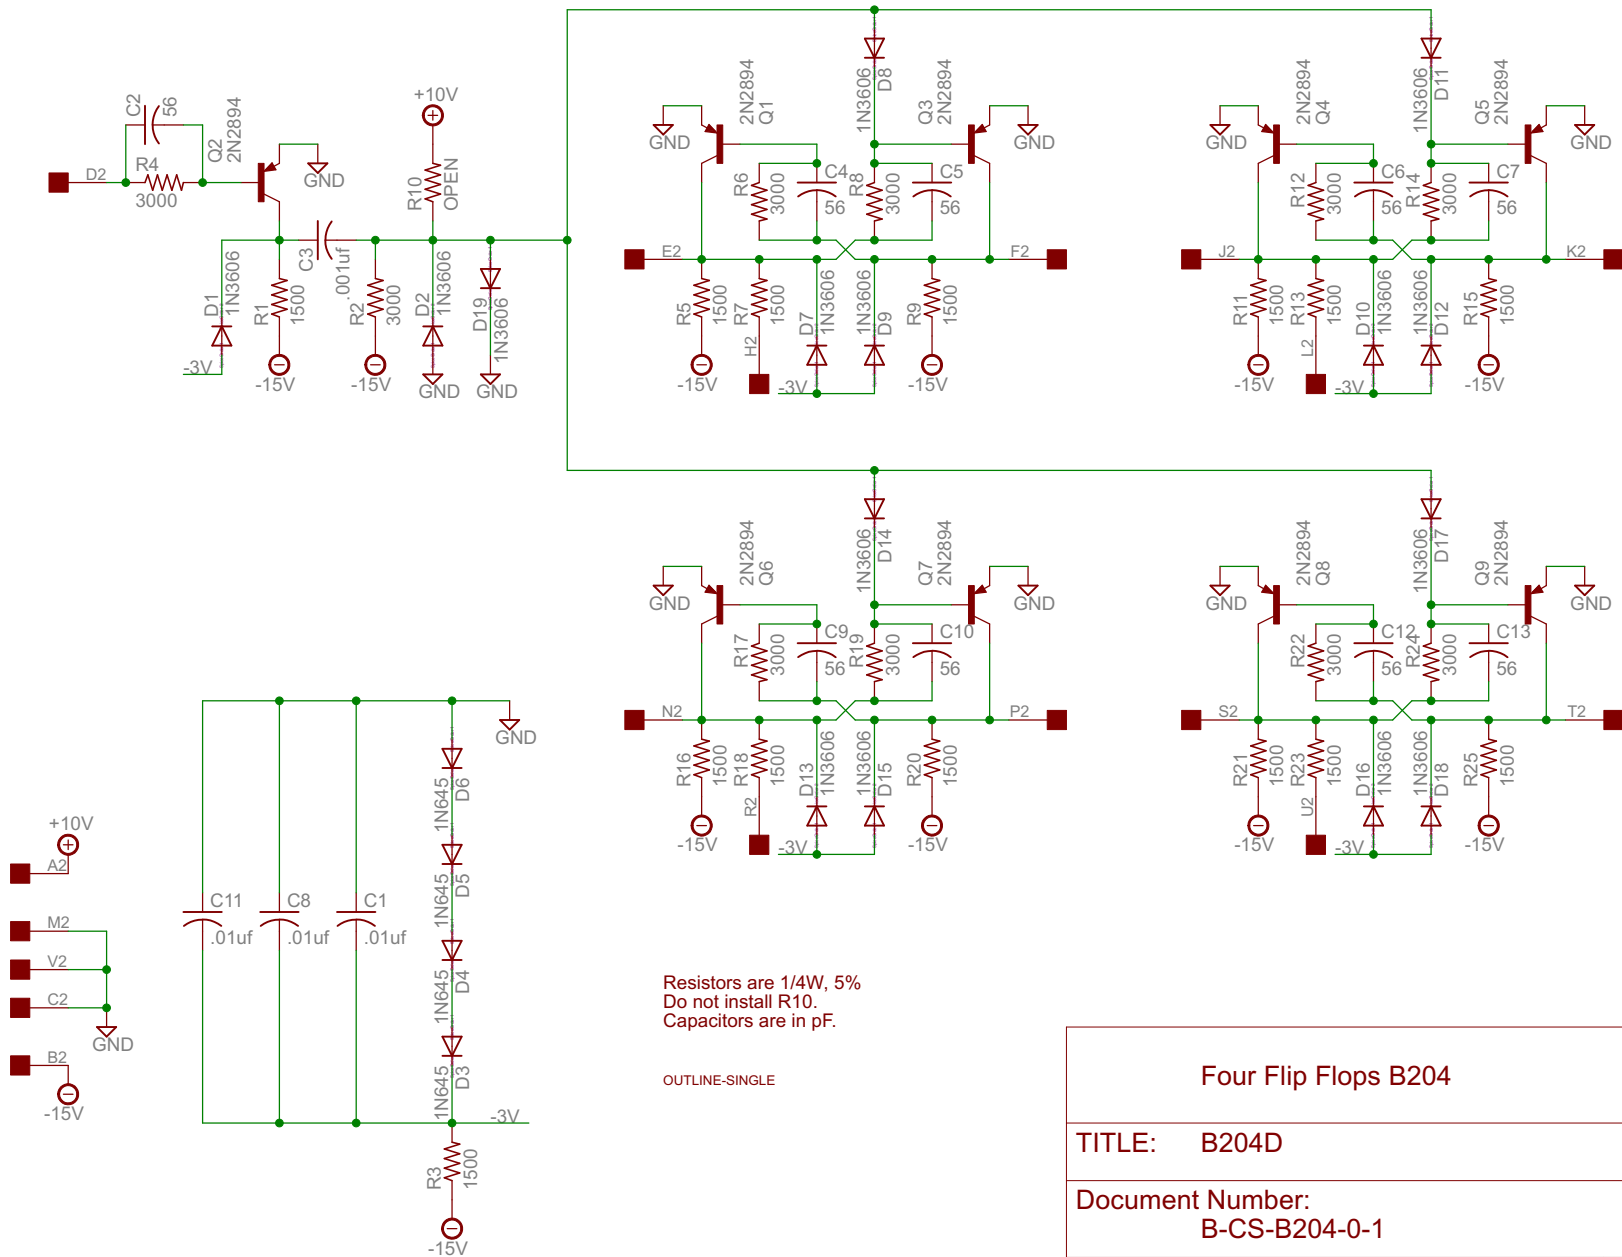 C2
56
D2
R4
3000
Q2
2N2894
GND
+10V
R10
OPEN
D1
1N3606
-3V
R1
1500
-15V
C3
.001uf
R2
3000
-15V
D2
1N3606
GND
D19
1N3606
GND
GND
2N2894
Q1
1N3606
D8
Q3
2N2894
GND
R6
3000
C4
56
R8
3000
C5
56
E2
F2
R5
1500
-15V
R7
1500
H2
D7
1N3606
-3V
1N3606
D9
R9
1500
-15V
GND
2N2894
Q4
1N3606
D11
Q5
2N2894
GND
R12
3000
C6
56
R14
3000
C7
56
J2
K2
R11
1500
-15V
R13
1500
L2
D10
1N3606
-3V
1N3606
D12
R15
1500
-15V
GND
2N2894
Q6
1N3606
D14
Q7
2N2894
GND
R17
3000
C9
56
R19
3000
C10
56
N2
P2
R16
1500
-15V
R18
1500
R2
D13
1N3606
-3V
1N3606
D15
R20
1500
-15V
GND
2N2894
Q8
1N3606
D17
Q9
2N2894
GND
R22
3000
C12
56
R24
3000
C13
56
S2
T2
R21
1500
-15V
R23
1500
U2
D16
1N3606
-3V
1N3606
D18
R25
1500
-15V
+10V
A2
M2
V2
C2
GND
B2
-15V
C11
.01uf
C8
.01uf
C1
.01uf
GND
1N645
D6
1N645
D5
1N645
D4
1N645
D3
-3V
R3
1500
-15V
Resistors are 1/4W, 5%
Do not install R10.
Capacitors are in pF.
OUTLINE-SINGLE
Four Flip Flops B204
TITLE: B204D
Document Number:
B-CS-B204-0-1